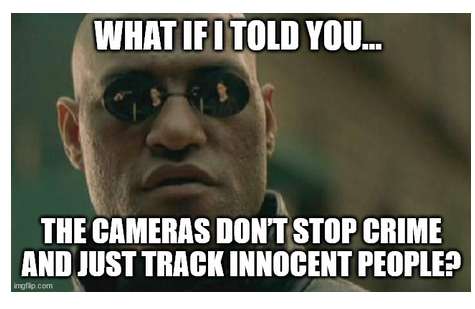 WHAT IF I TOLD YOU...
THE CAMERAS DON'T STOP CRIME
AND JUST TRACK INNOCENT PEOPLE?
imgflip.com